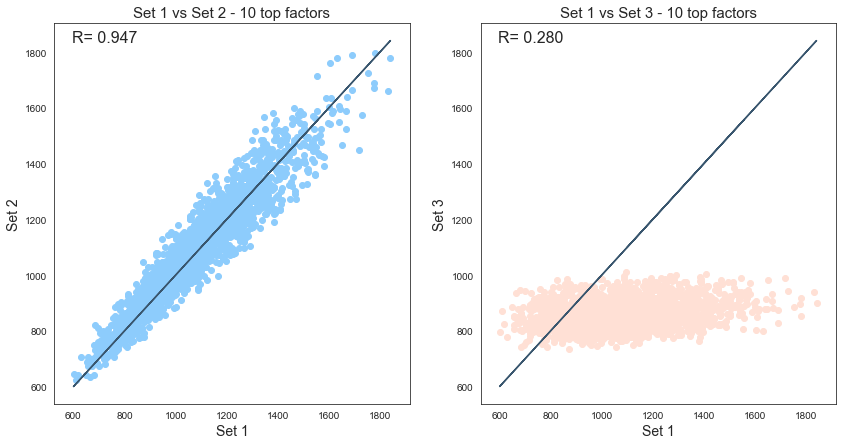 Set 1 vs Set 2 - 10 top factors
R= 0.947
1800
1600
1400
1200
1000
800
600
Set 2
600 800 1000 1200 1400 1600 1800
Set 1
Set 1 vs Set 3 - 10 top factors
R= 0.280
1800
1600
1400
1200
1000
800
600
Set 3
600 800 1000 1200 1400 1600 1800
Set 1